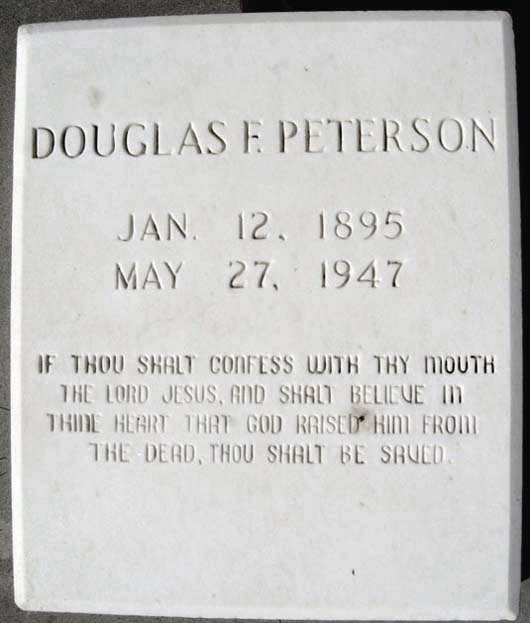 DOUGLAS F. PETERSON
JAN. 12, 1895
MAY 27, 1947
IF THOU SHALT CONFESS WITH THY MOUTH
THE LORD JESUS, AND SHALT BELIEVE IN
THINE HEART THAT GOD RAISED HIM FROM
THE DEAD, THOU SHALT BE SAVED.